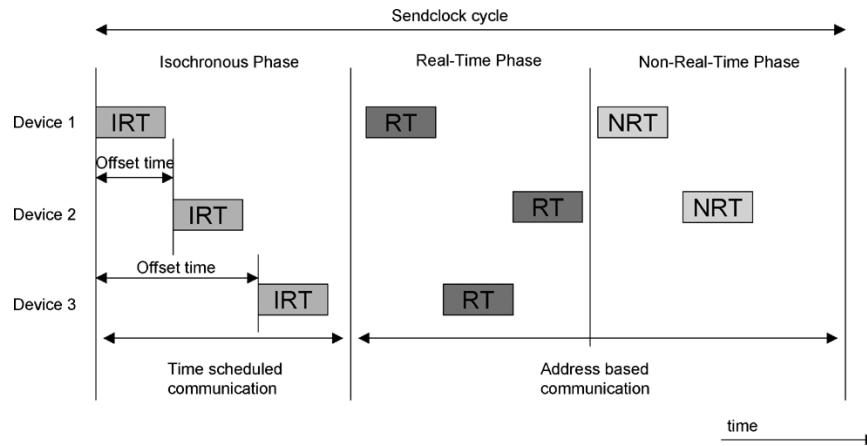 Sendclock cycle
Isochronous Phase
Real-Time Phase
Non-Real-Time Phase
Device 1
IRT
RT
NRT
Offset time
Device 2
IRT
RT
NRT
Offset time
Device 3
IRT
RT
Time scheduled
communication
Address based
communication
time